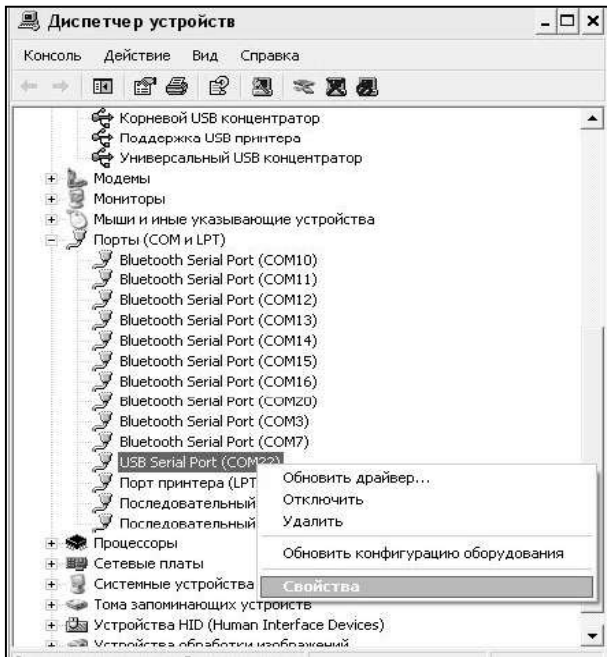 Диспетчер устройств
Консоль Действие Вид Справка
Корневой USB концентратор
Поддержка USB принтера
Универсальный USB концентратор
Модемы
Мониторы
Мыши и иные указывающие устройства
Порты (COM и LPT)
Bluetooth Serial Port (COM10)
Bluetooth Serial Port (COM11)
Bluetooth Serial Port (COM12)
Bluetooth Serial Port (COM13)
Bluetooth Serial Port (COM14)
Bluetooth Serial Port (COM15)
Bluetooth Serial Port (COM16)
Bluetooth Serial Port (COM20)
Bluetooth Serial Port (COM3)
Bluetooth Serial Port (COM7)
USB Serial Port (COM22)
Порт принтера (LPT
Последовательный
Последовательный
Процессоры
Сетевые платы
Системные устройства
Тома запоминающих устройств
Устройства HID (Human Interface Devices)
Устройства обработки изображений
Обновить драйвер...
Отключить
Удалить
Обновить конфигурацию оборудования
Свойства